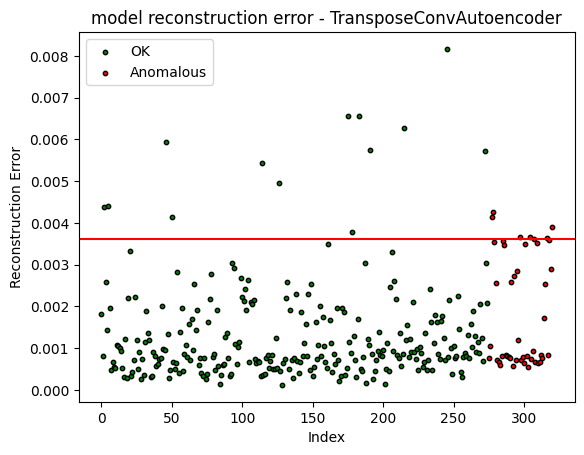 model reconstruction error - TransposeConvAutoencoder
OK
Anomalous
0.008
0.007
0.006
0.005
0.004
0.003
0.002
0.001
0.000
Reconstruction Error
0 50 100 150 200 250 300
Index